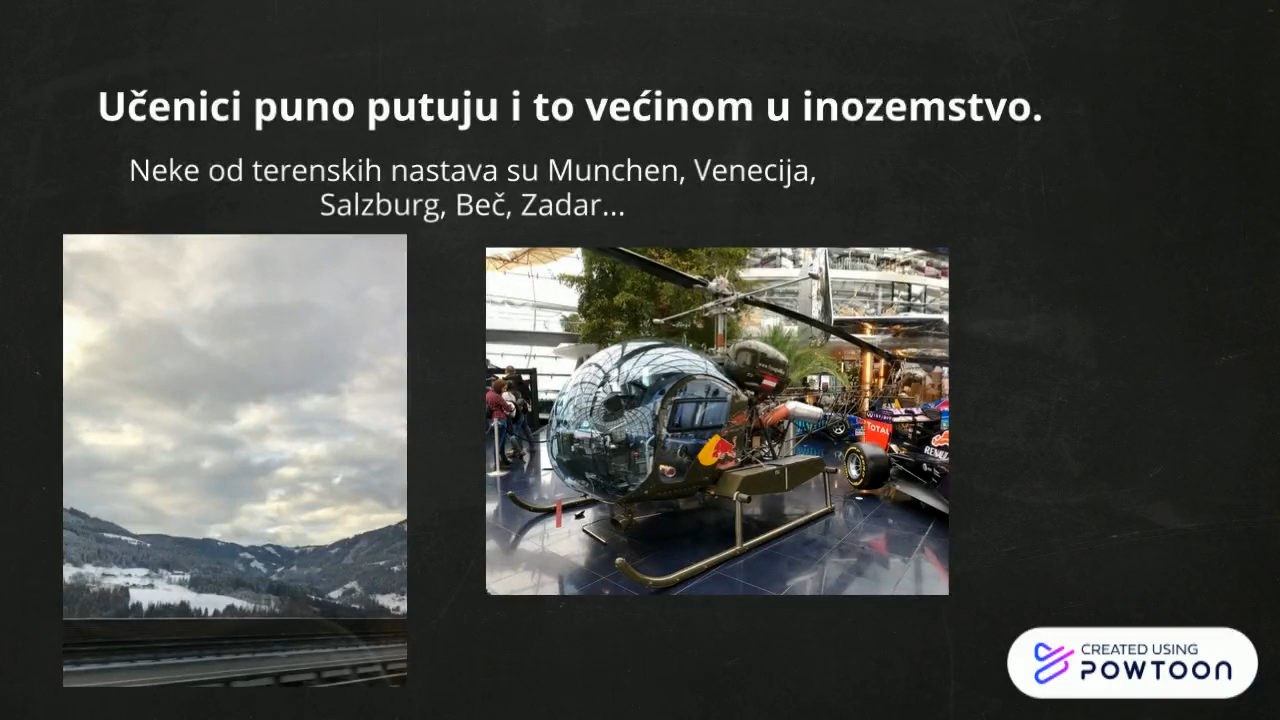 Učenici puno putuju i to većinom u inozemstvo.
Neke od terenskih nastava su Munchen, Venecija,
Salzburg, Beč, Zadar...
TOTAL
CREATED USING
POWTOON